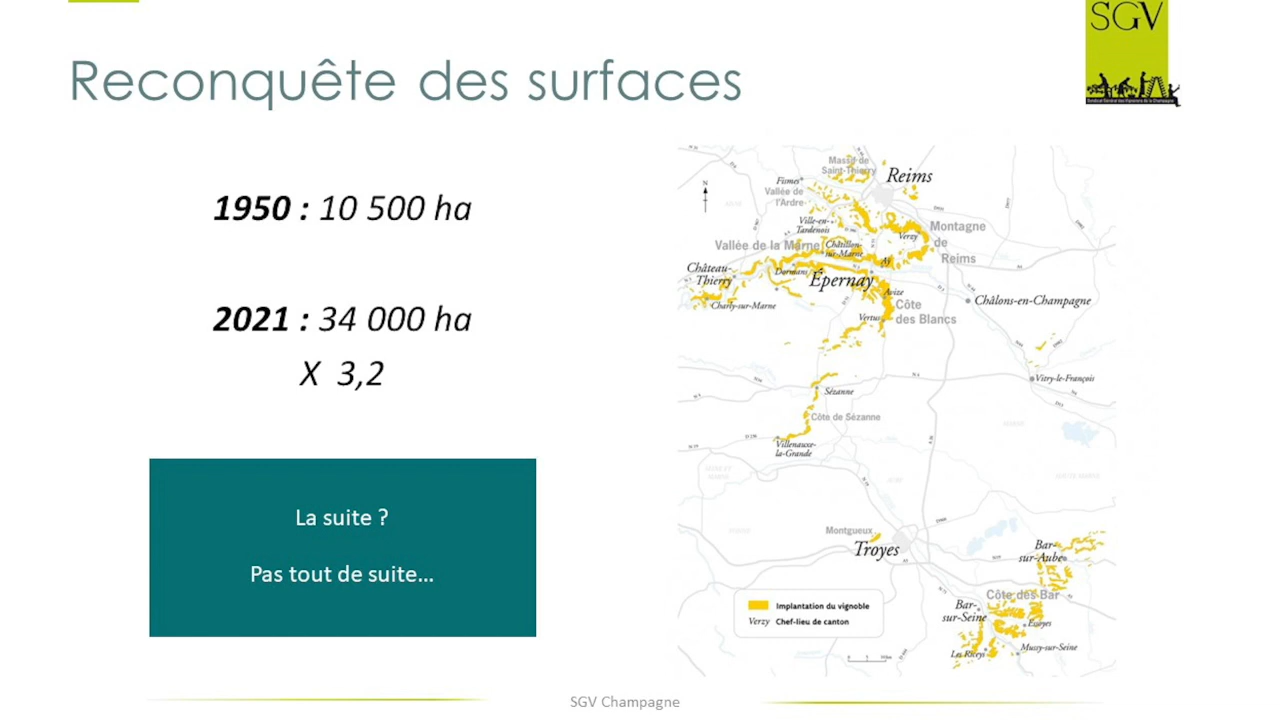 SGV
Reconquête des surfaces
1950 : 10 500 ha
2021 : 34 000 ha
X 3,2
La suite ?
Pas tout de suite...
Massif de
Saint-Thierry
Reims
Fismes
Vallée de
l'Ardre
N
Ville-en-
Tardenois
Verzy
Montagne
de
Reims
Vallée de la Marne
Châtillon-
sur-Marne
Ay
Château-
Thierry
Dormans
Épernay
Avize
Charly-sur-Marne
Côte
des Blancs
Châlons-en-Champagne
Vertus
Vitry-le-François
Sézanne
Côte de Sézanne
Villenauxe-
la-Grande
Montgueux
Troyes
Bar-
sur-Aube
Côte des Bar
Bar-
sur-Seine
Essoyes
Mussy-sur-Seine
Les Riceys
Implantation du vignoble
Verzy Chef-lieu de canton
SGV Champagne